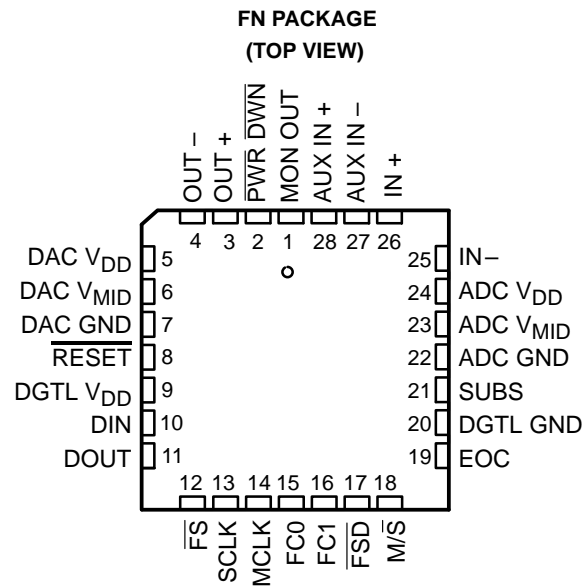 FN PACKAGE
(TOP VIEW)
OUT –
OUT +
PWR DWN
MON OUT
AUX IN +
AUX IN –
IN +
4 3 2 1 28 27 26
DAC VDD 5
DAC VMID 6
DAC GND 7
RESET 8
DGTL VDD 9
DIN 10
DOUT 11
25 IN–
24 ADC VDD
23 ADC VMID
22 ADC GND
21 SUBS
20 DGTL GND
19 EOC
12 13 14 15 16 17 18
FS
SCLK
MCLK
FC0
FC1
FSD
M/S